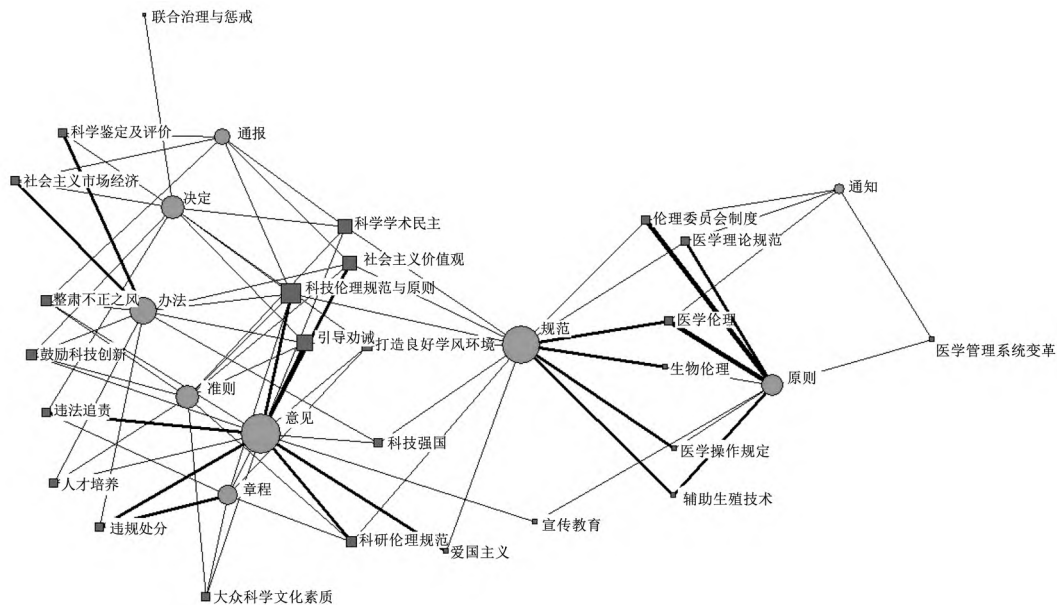 联合治理与惩戒
科学鉴定及评价
通报
社会主义市场经济
决定
通知
科学学术民主
伦理委员会制度
医学理论规范
社会主义价值观
科技伦理规范与原则
整肃不正之风
办法
医学伦理
规范
引导劝诫
打造良好学风环境
医学管理系统变革
鼓励科技创新
生物伦理
原则
准则
违法追责
意见
科技强国
医学操作规定
人才培养
章程
辅助生殖技术
违规处分
宣传教育
科研伦理规范
爱国主义
大众科学文化素质